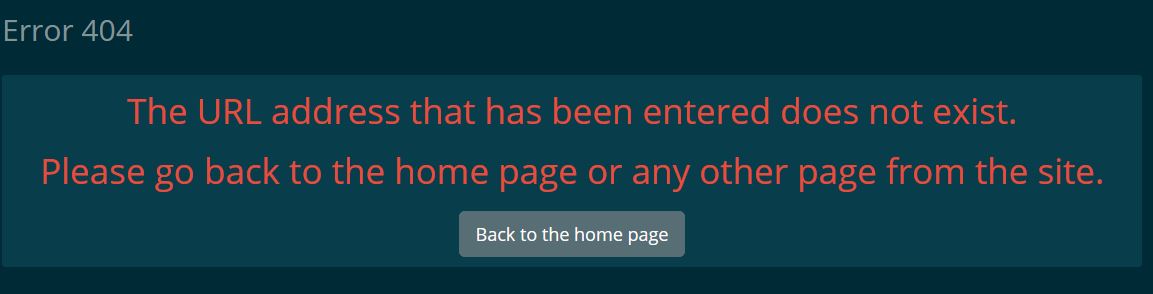 Error 404
The URL address that has been entered does not exist.
Please go back to the home page or any other page from the site.
Back to the home page